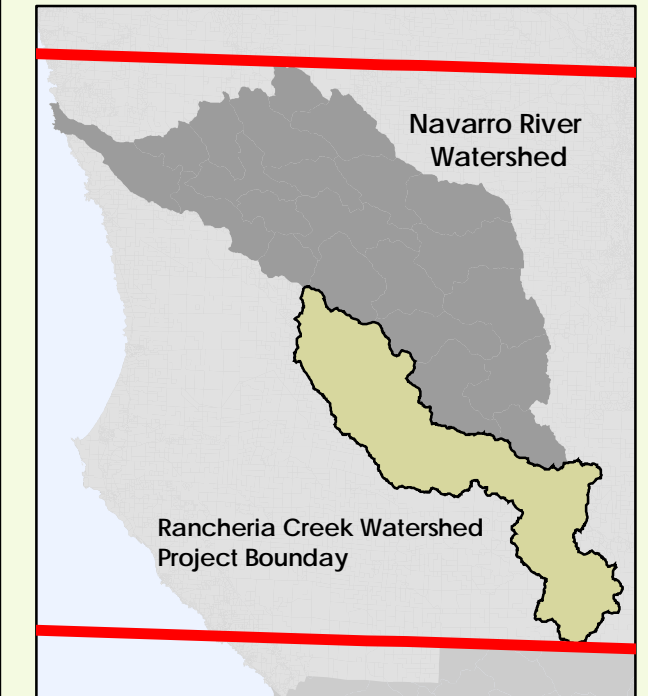 Navarro River
Watershed
Rancheria Creek Watershed
Project Bounday